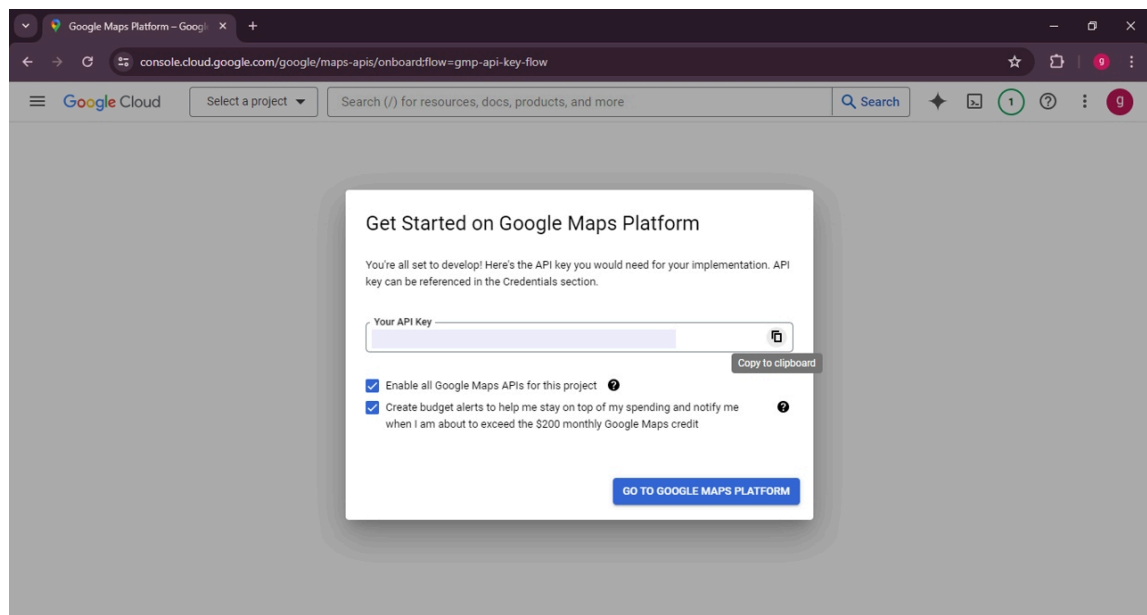 Google Maps Platform – Googl
console.cloud.google.com/google/maps-apis/onboard;flow=gmp-api-key-flow
g
Google Cloud
Select a project
Search (/) for resources, docs, products, and more
Search
1
g
Get Started on Google Maps Platform
You're all set to develop! Here's the API key you would need for your implementation. API
key can be referenced in the Credentials section.
Your API Key
Copy to clipboard
Enable all Google Maps APIs for this project
Create budget alerts to help me stay on top of my spending and notify me
when I am about to exceed the $200 monthly Google Maps credit
GO TO GOOGLE MAPS PLATFORM